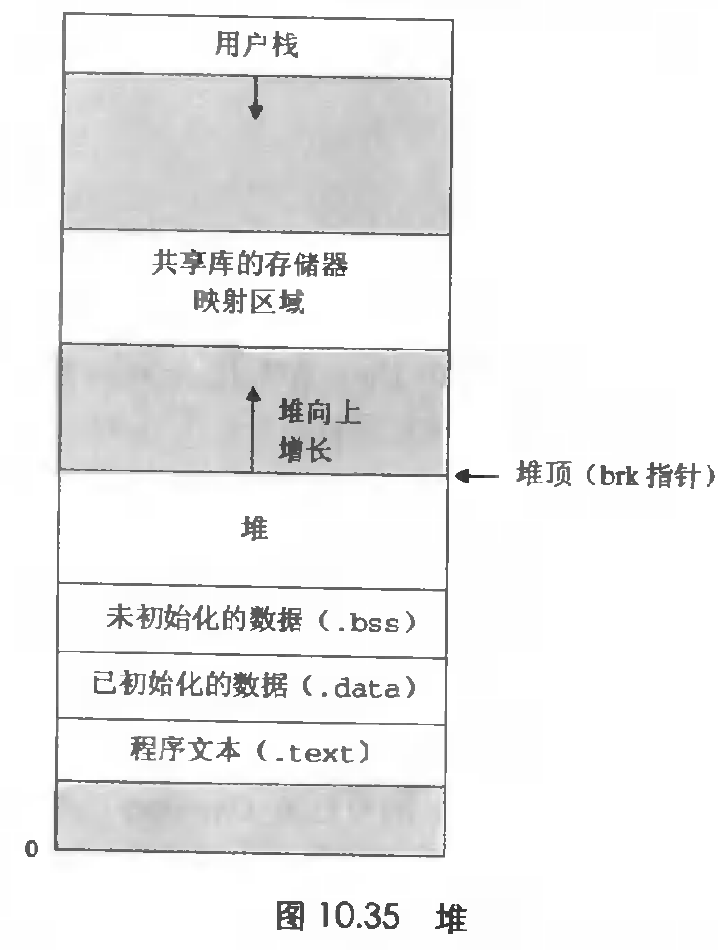 用户栈
共享库的存储器
映射区域
堆向上
增长
堆顶（brk 指针）
堆
未初始化的数据（.bss）
已初始化的数据（.data）
程序文本（.text）
0
图 10.35 堆